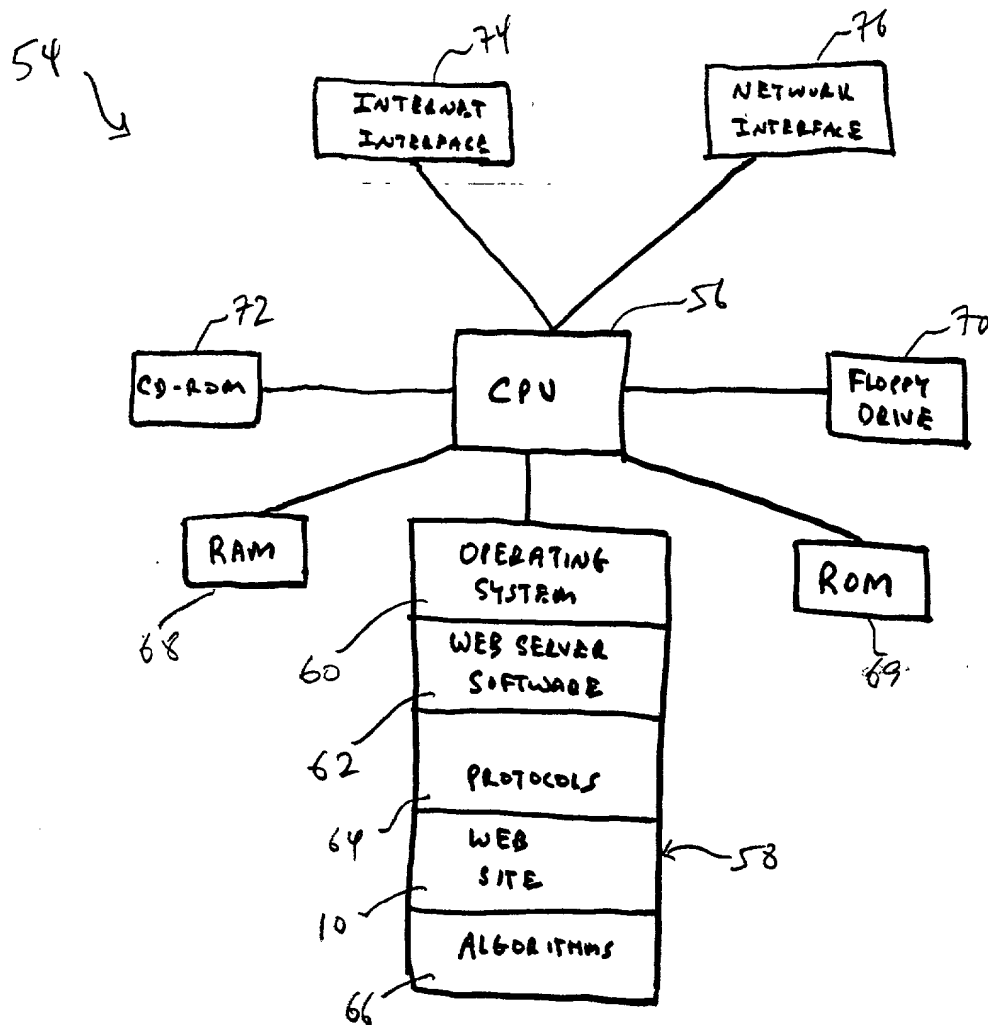 54
74
76
INTERNET
INTERFACE
NETWORK
INTERFACE
72
56
70
CD-ROM
CPU
FLOPPY
DRIVE
RAM
OPERATING
SYSTEM
ROM
68
60
69
WEB SERVER
SOFTWARE
62
PROTOCOLS
64
WEB
SITE
58
10
ALGORITHMS
66